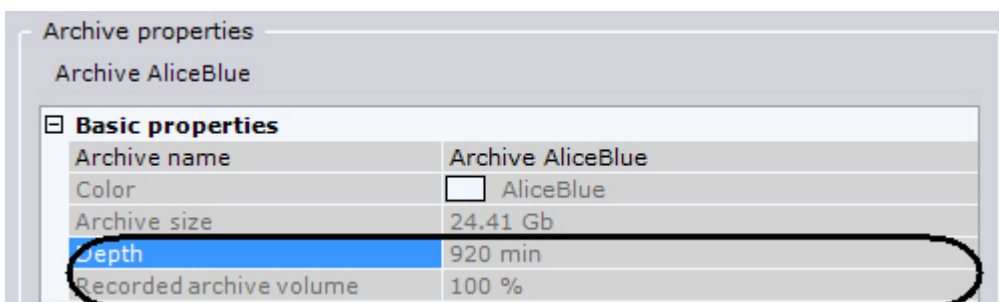 Archive properties
Archive AliceBlue
Basic properties
Archive name Archive AliceBlue
Color AliceBlue
Archive size 24.41 Gb
Depth 920 min
Recorded archive volume 100 %